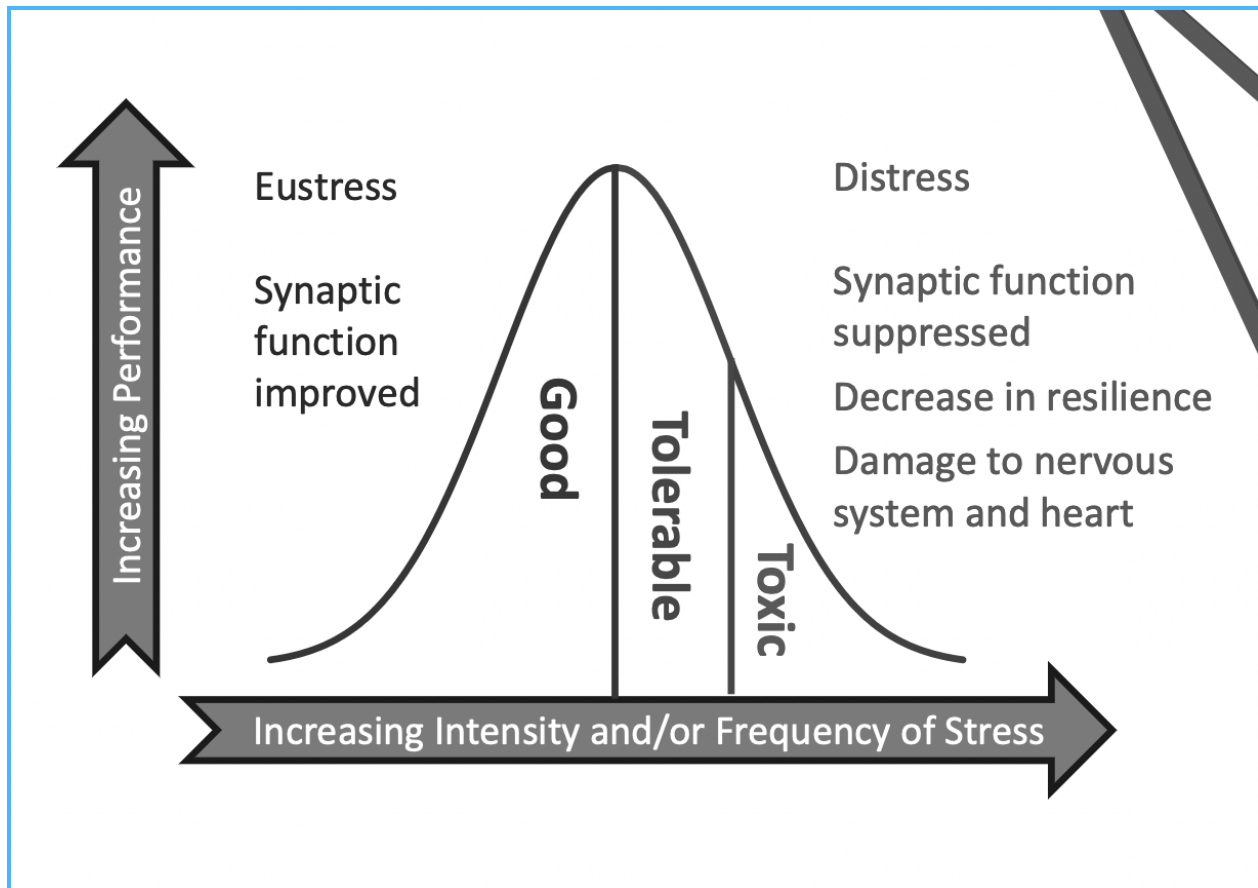 Increasing Performance
Eustress
Synaptic
function
improved
Good
Tolerable
Toxic
Distress
Synaptic function
suppressed
Decrease in resilience
Damage to nervous
system and heart
Increasing Intensity and/or Frequency of Stress